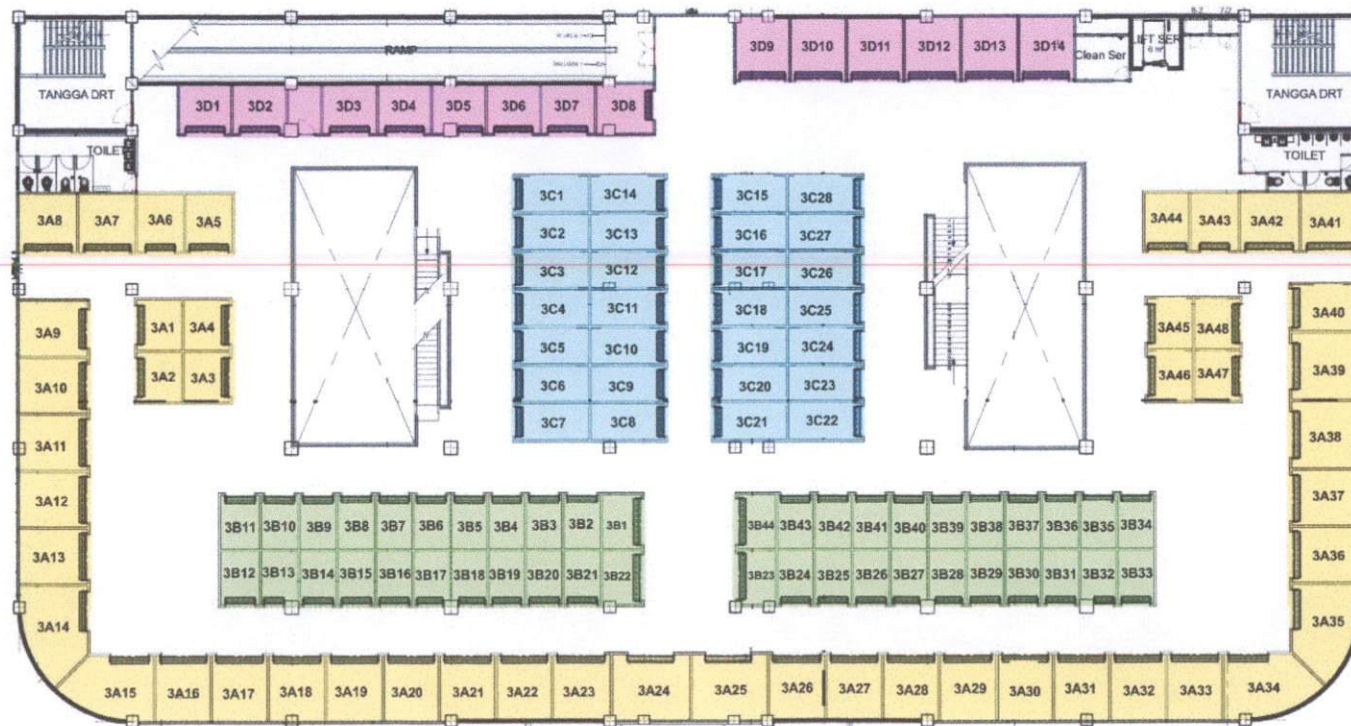 3D9 3D10 3D11 3D12 3D13 3D14
Clean Ser
LIFT SER
RAMP
TANGGA DRT
TANGGA DRT
3D1 3D2 3D3 3D4 3D5 3D6 3D7 3D8
TOILET
TOILET
3A8 3A7 3A6 3A5
3C1 3C14 3C15 3C28
3A44 3A43 3A42 3A41
3C2 3C13 3C16 3C27
3C3 3C12 3C17 3C26
3A9 3A1 3A4 3C4 3C11 3C18 3C25 3A45 3A48 3A40
3A10 3A2 3A3 3C5 3C10 3C19 3C24 3A46 3A47 3A39
3C6 3C9 3C20 3C23
3C7 3C8 3C21 3C22
3A11 3A38
3A12 3A37
3B11 3B10 3B9 3B8 3B7 3B6 3B5 3B4 3B3 3B2 3B1 3B44 3B43 3B42 3B41 3B40 3B39 3B38 3B37 3B36 3B35 3B34
3A13 3A36
3B12 3B13 3B14 3B15 3B16 3B17 3B18 3B19 3B20 3B21 3B22 3B23 3B24 3B25 3B26 3B27 3B28 3B29 3B30 3B31 3B32 3B33
3A14 3A35
3A15 3A16 3A17 3A18 3A19 3A20 3A21 3A22 3A23 3A24 3A25 3A26 3A27 3A28 3A29 3A30 3A31 3A32 3A33 3A34